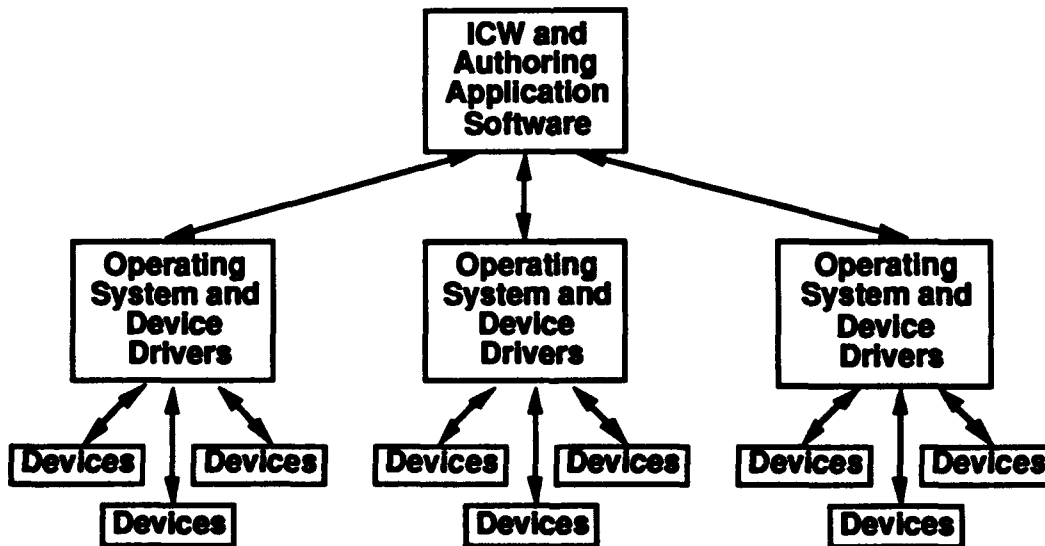 ICW and
Authoring
Application
Software
Operating
System and
Device
Drivers
Operating
System and
Device
Drivers
Operating
System and
Device
Drivers
Devices
Devices
Devices
Devices
Devices
Devices
Devices
Devices
Devices